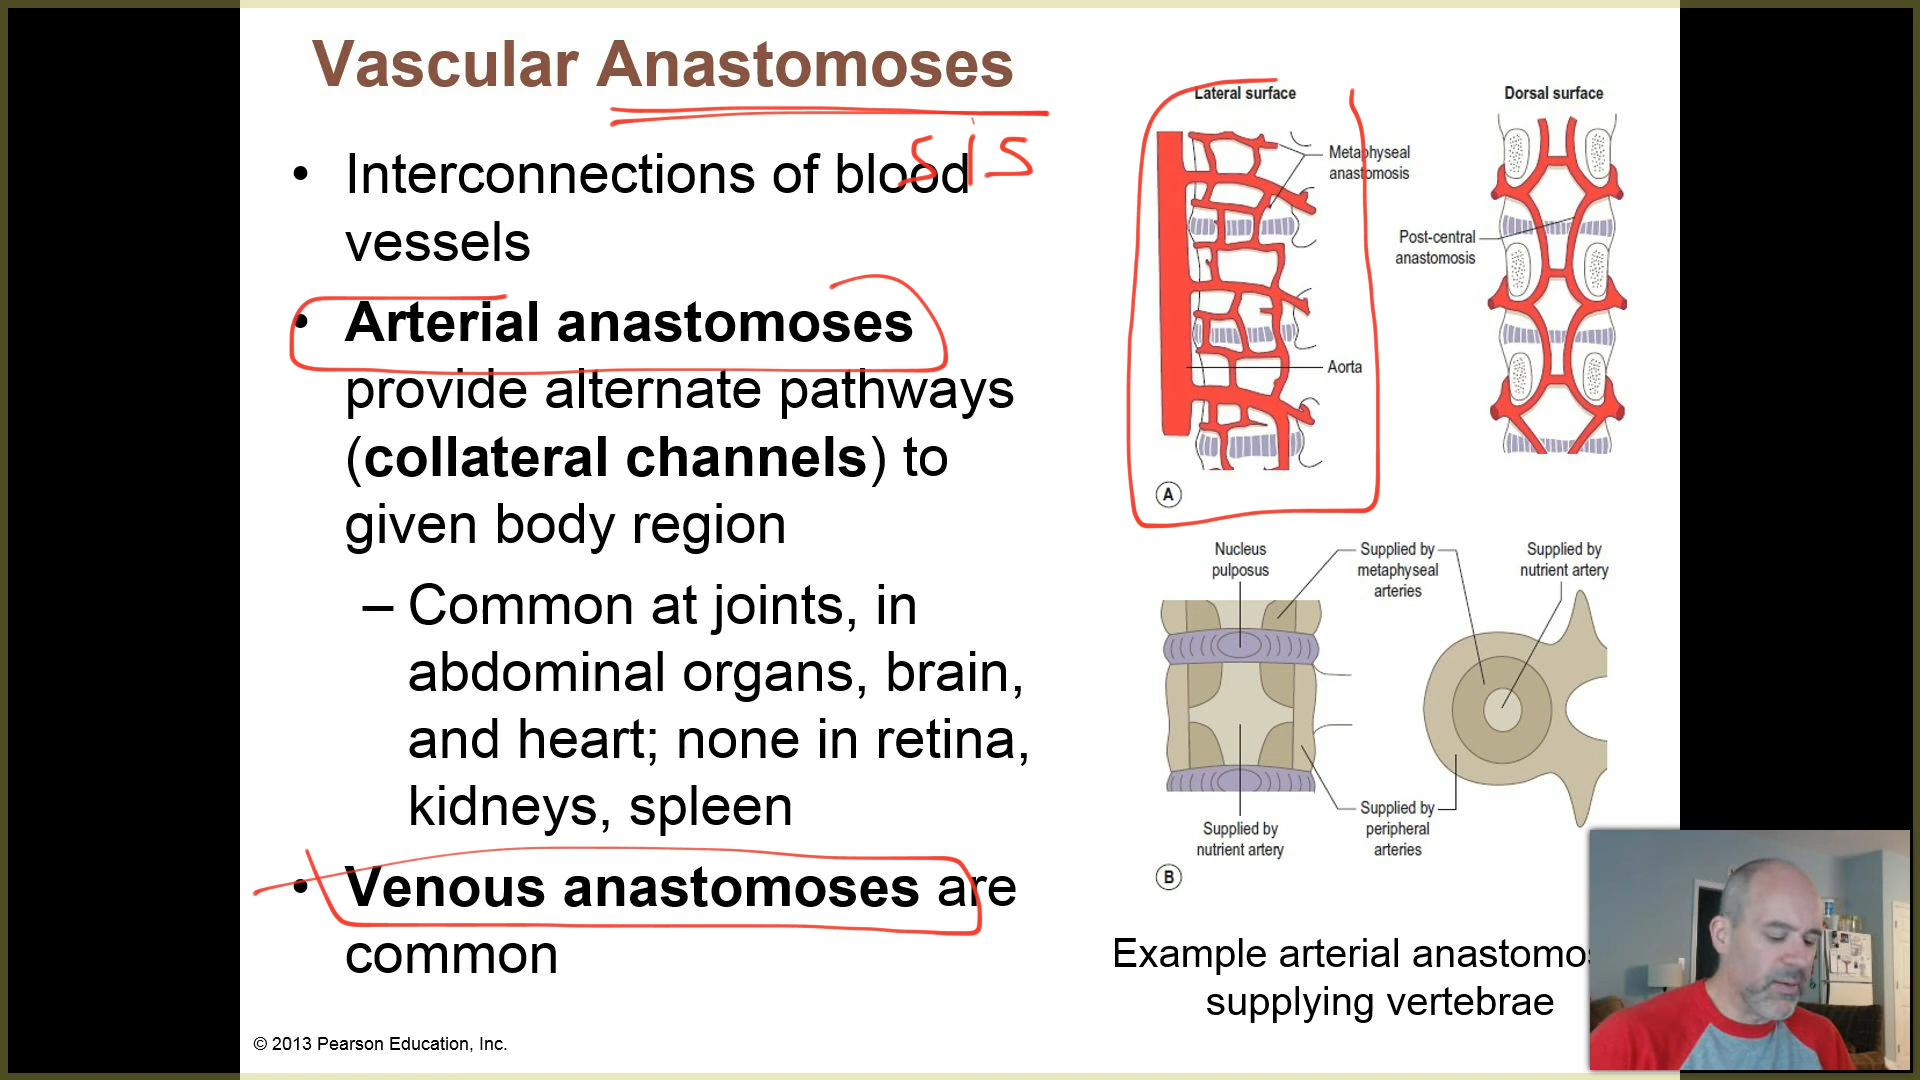 Vascular Anastomoses
sis
• Interconnections of blood
vessels
• Arterial anastomoses
provide alternate pathways
(collateral channels) to
given body region
– Common at joints, in
abdominal organs, brain,
and heart; none in retina,
kidneys, spleen
• Venous anastomoses are
common
© 2013 Pearson Education, Inc.
Lateral surface
Metaphyseal
anastomosis
Aorta
A
Dorsal surface
Post-central
anastomosis
Nucleus
pulposus
Supplied by
metaphyseal
arteries
Supplied by
nutrient artery
Supplied by
nutrient artery
Supplied by
peripheral
arteries
B
Example arterial
supplying vertebrae